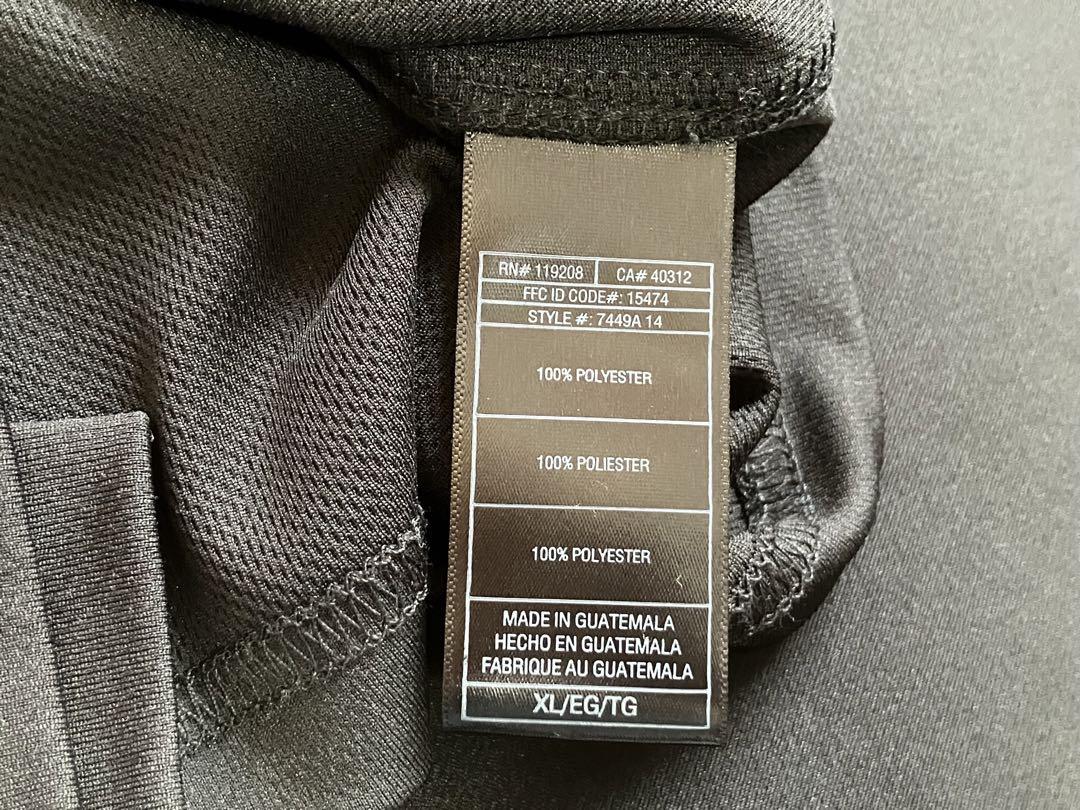 RN# 119208 CA# 40312
FFC ID CODE#: 15474
STYLE #: 7449A 14
100% POLYESTER
100% POLIESTER
100% POLYESTER
MADE IN GUATEMALA
HECHO EN GUATEMALA
FABRIQUE AU GUATEMALA
XL/EG/TG